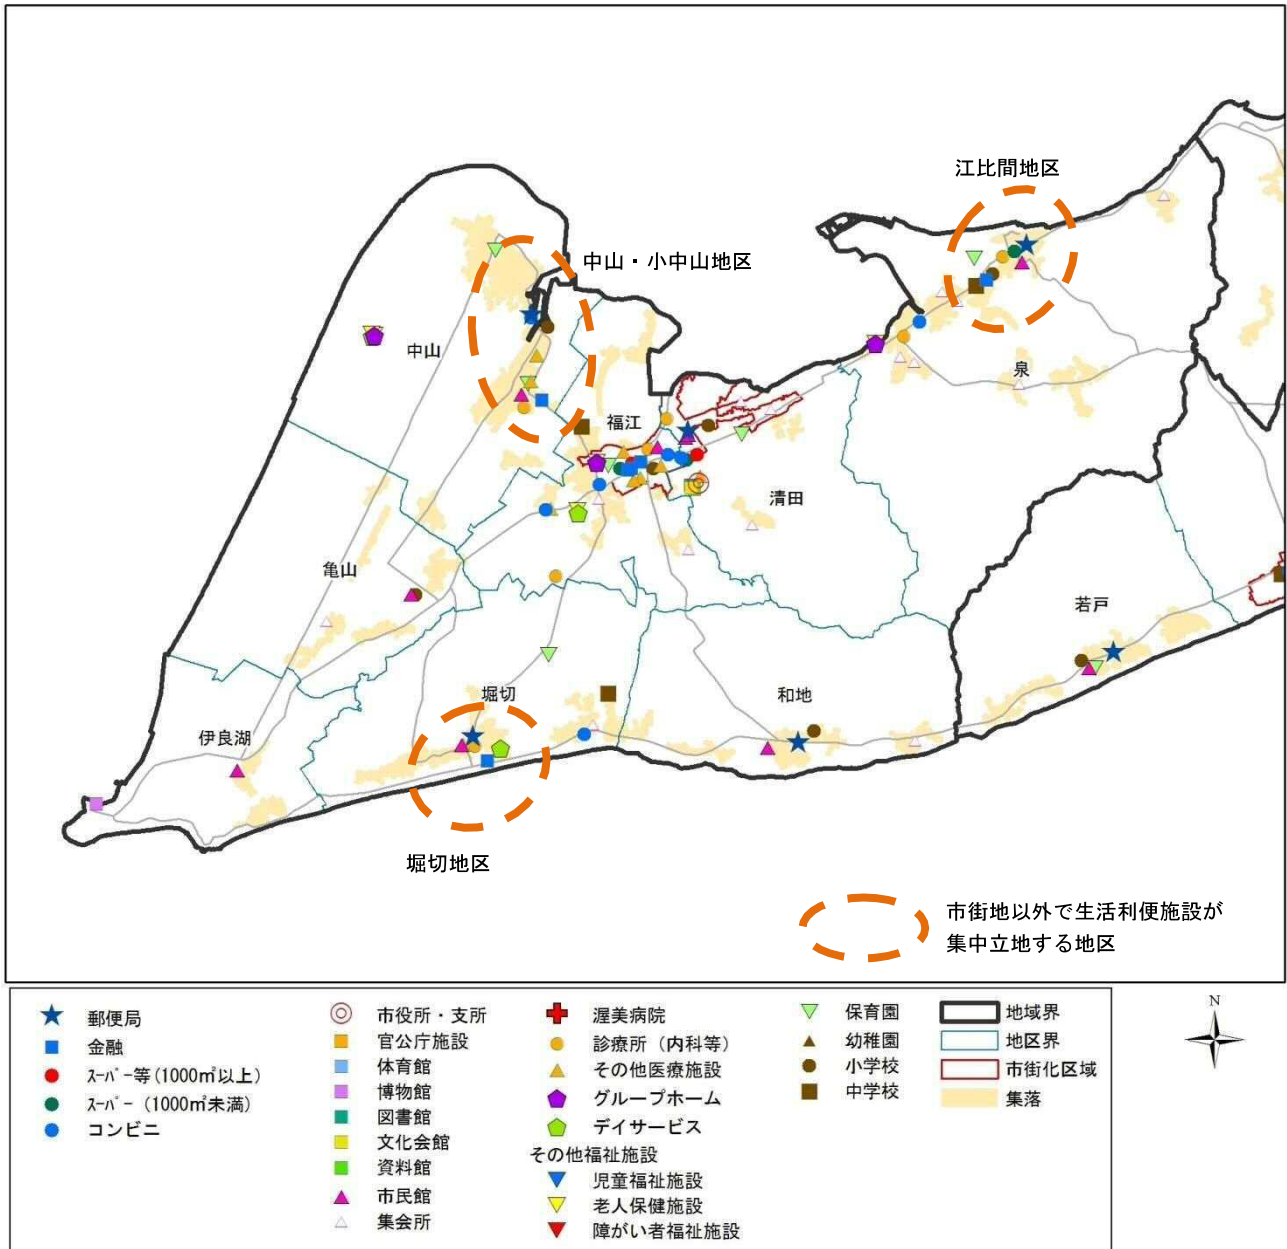 江比間地区
中山・小中山地区
中山
福江
泉
清田
亀山
若戸
堀切
和地
伊良湖
堀切地区
市街地以外で生活利便施設が
集中立地する地区
郵便局
金融
ｽｰﾊﾟｰ等(1000㎡以上)
ｽｰﾊﾟｰ (1000㎡未満)
コンビニ
市役所・支所
官公庁施設
体育館
博物館
図書館
文化会館
資料館
市民館
集会所
渥美病院
診療所（内科等）
その他医療施設
グループホーム
デイサービス
その他福祉施設
児童福祉施設
老人保健施設
障がい者福祉施設
保育園
幼稚園
小学校
中学校
地域界
地区界
市街化区域
集落
N